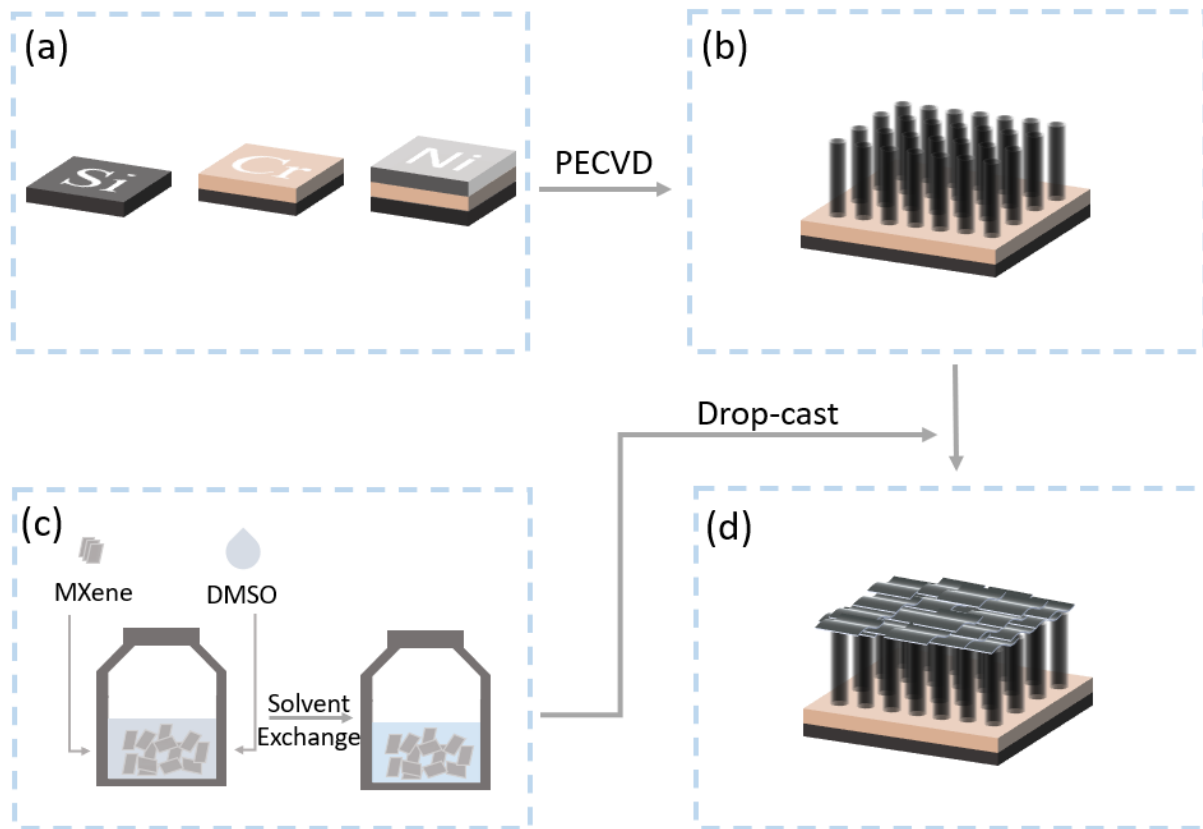 (a)
Si
Cr
Ni
PECVD
(b)
Drop-cast
(c)
MXene
DMSO
Solvent
Exchange
(d)